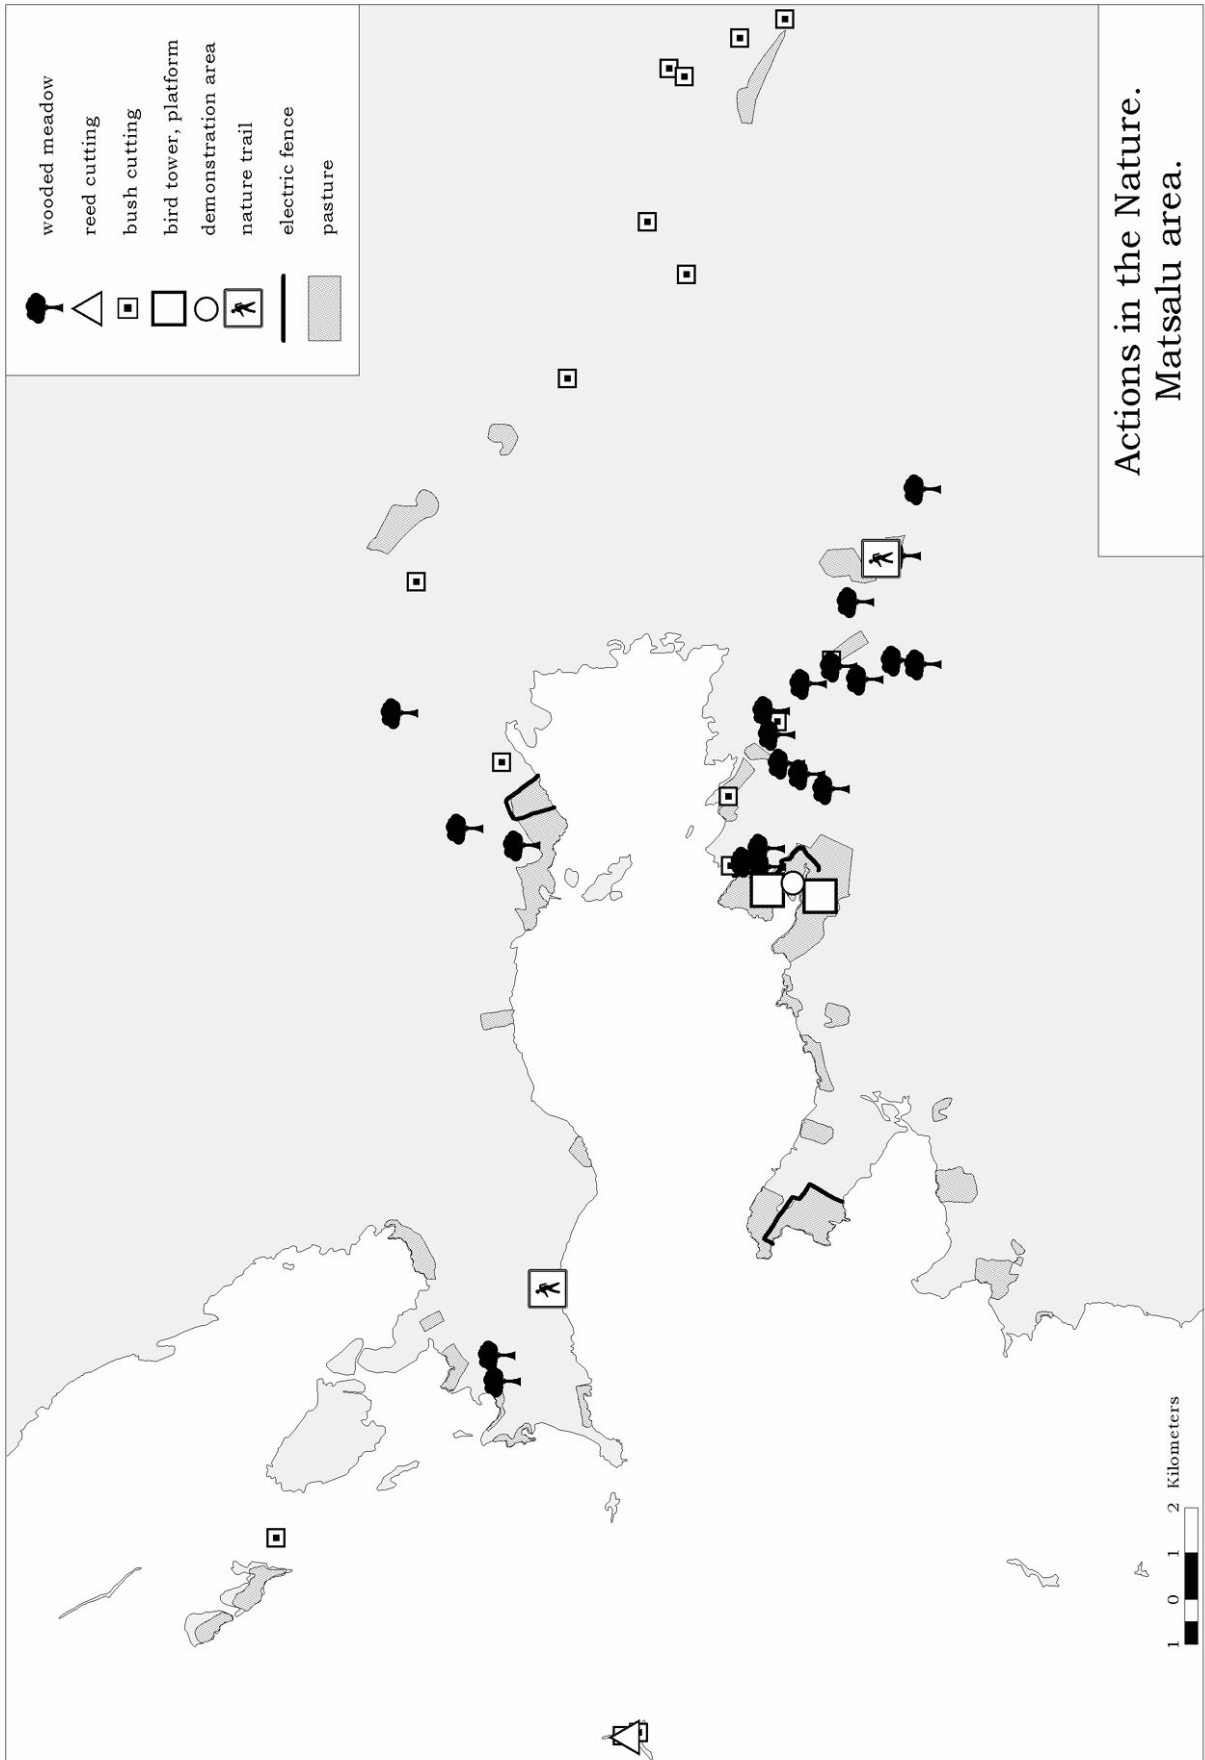 wooded meadow
reed cutting
bush cutting
bird tower, platform
demonstration area
nature trail
electric fence
pasture
Actions in the Nature.
Matsalu area.
1 0 1 2 Kilometers